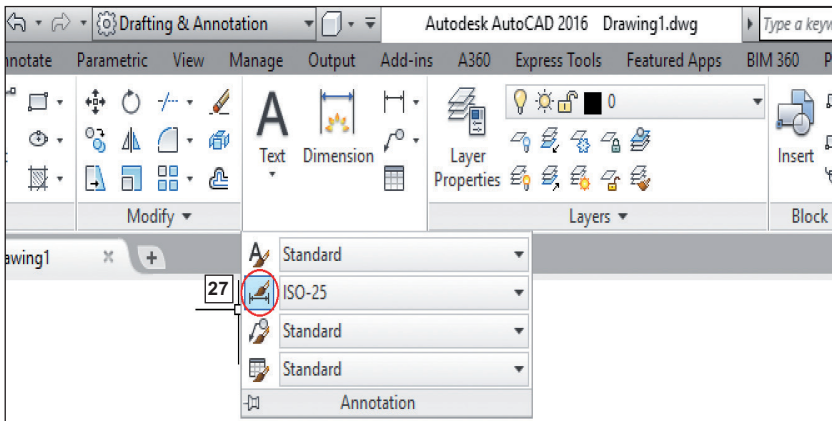 Drafting & Annotation Autodesk AutoCAD 2016 Drawing1.dwg Type a keyw
nnotate Parametric View Manage Output Add-ins A360 Express Tools Featured Apps BIM 360 P
0
Text Dimension Layer Properties Insert
Modify Layers Block
awing1
Standard
27 ISO-25
Standard
Standard
Annotation